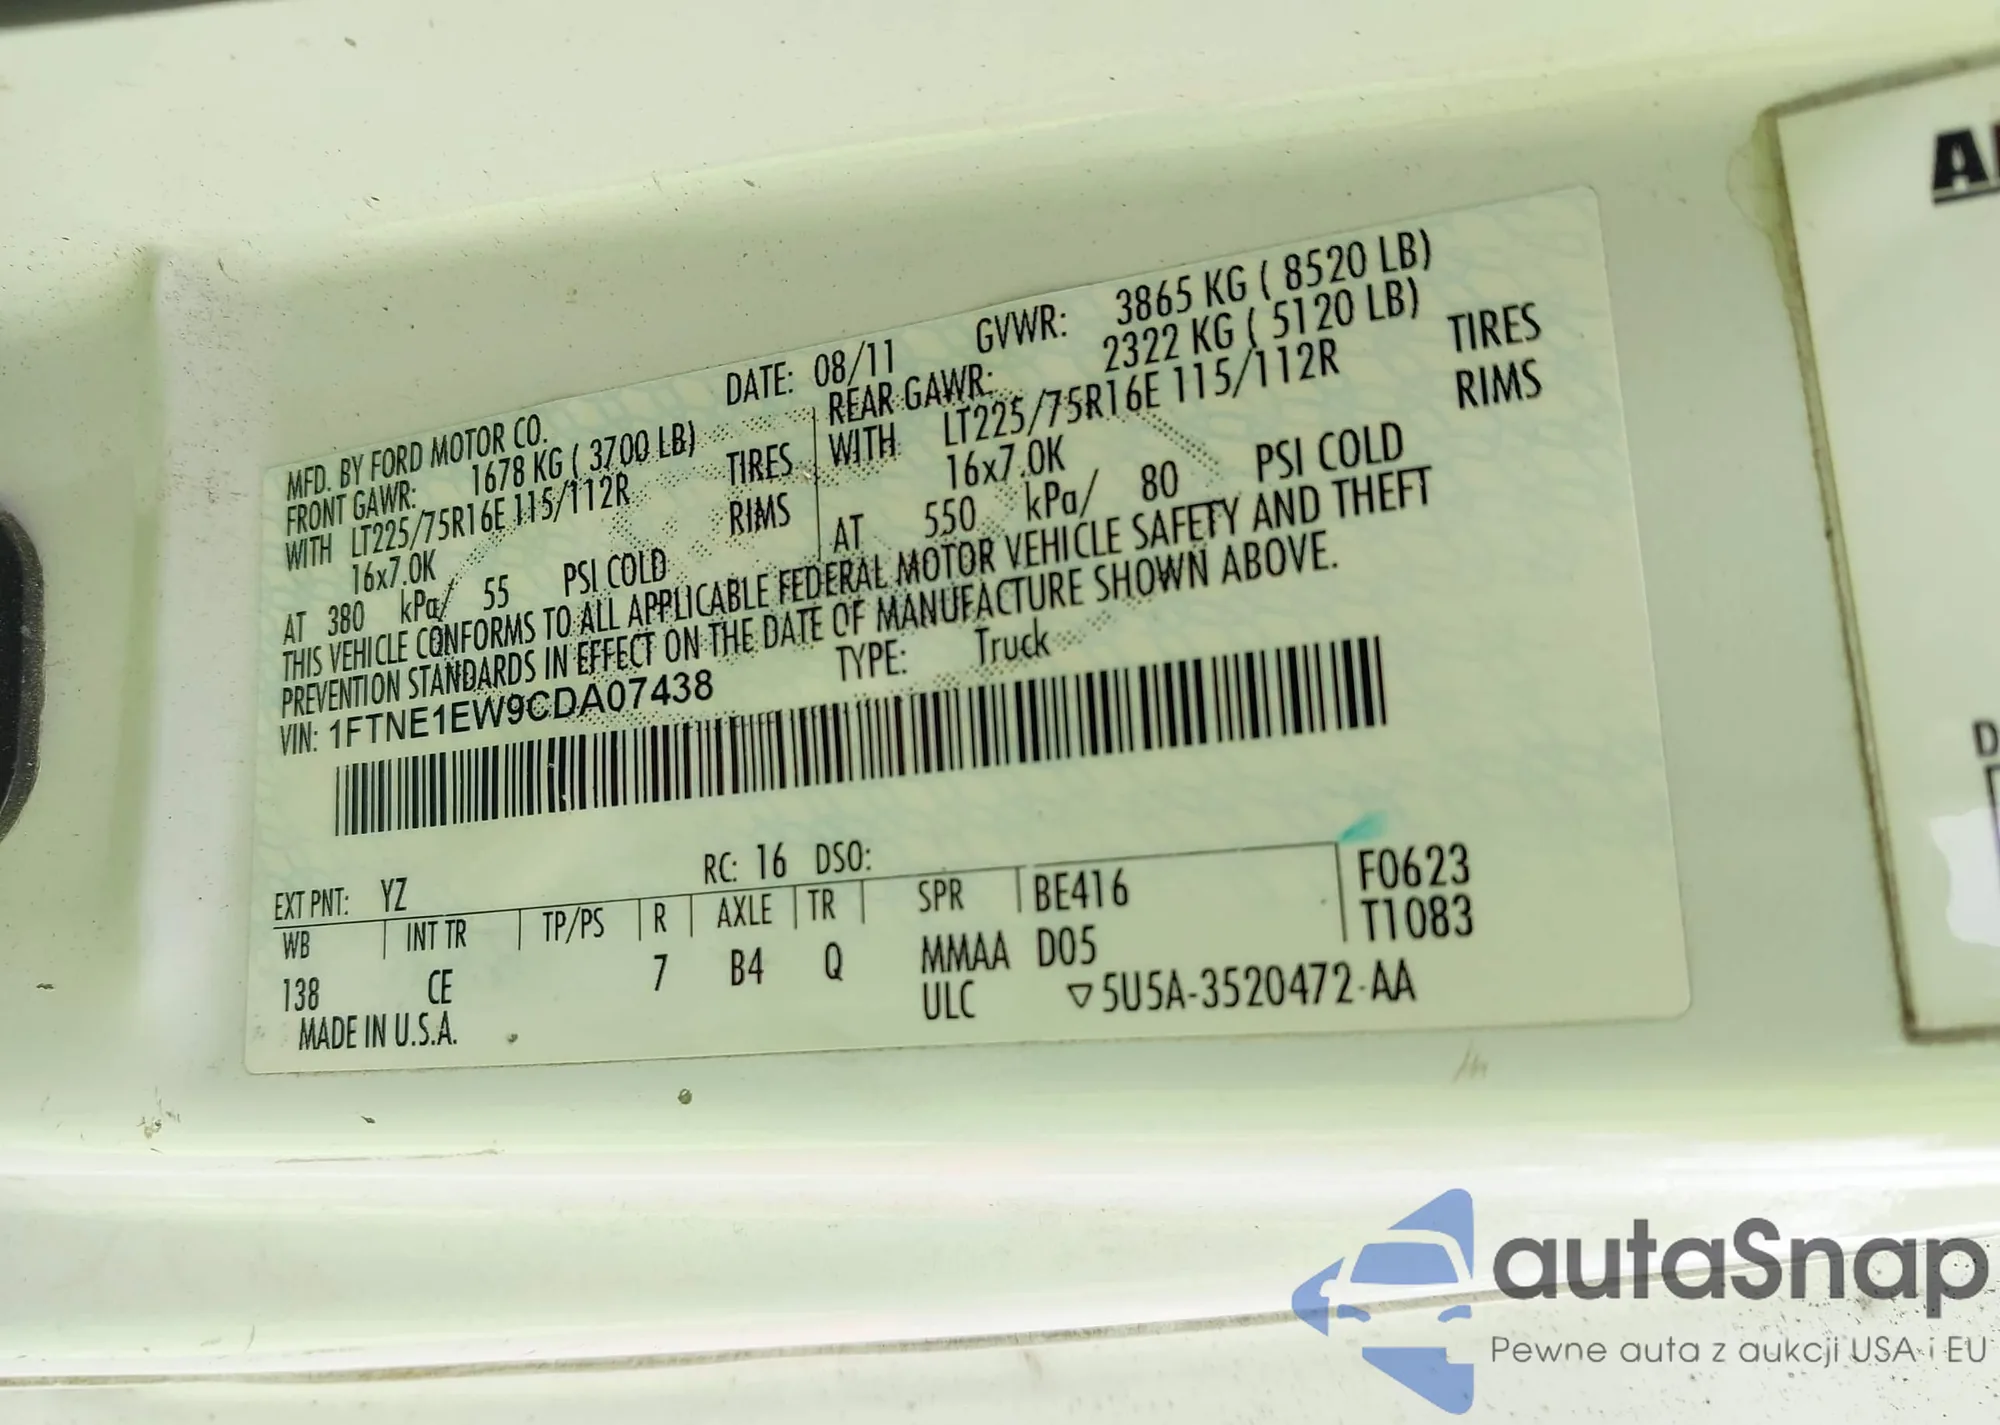 MFD. BY FORD MOTOR CO. DATE: 08/11 GVWR: 3865 KG ( 8520 LB)
FRONT GAWR: 1678 KG ( 3700 LB) REAR GAWR: 2322 KG ( 5120 LB)
WITH LT225/75R16E 115/112R TIRES WITH LT225/75R16E 115/112R TIRES
16x7.0K RIMS 16x7.0K RIMS
AT 380 kPa/ 55 PSI COLD AT 550 kPa/ 80 PSI COLD
THIS VEHICLE CONFORMS TO ALL APPLICABLE FEDERAL MOTOR VEHICLE SAFETY AND THEFT
PREVENTION STANDARDS IN EFFECT ON THE DATE OF MANUFACTURE SHOWN ABOVE.
VIN: 1FTNE1EW9CDA07438 TYPE: Truck
EXT PNT: YZ RC: 16 DSO: F0623
WB INT TR TP/PS R AXLE TR SPR BE416 T1083
138 CE 7 B4 Q MMAA D05
MADE IN U.S.A. ULC ▽5U5A-3520472-AA
autaSnap
Pewne auta z aukcji USA i EU